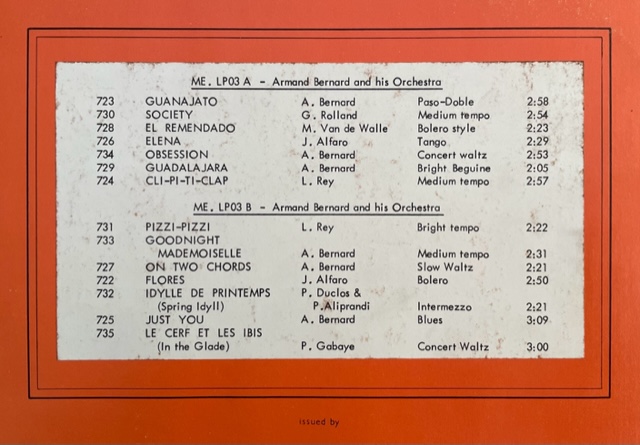 ME. LP03 A - Armand Bernard and his Orchestra
723 GUANAJATO A. Bernard Paso-Doble 2:58
730 SOCIETY G. Rolland Medium tempo 2:54
728 EL REMENDADO M. Van de Walle Bolero style 2:23
726 ELENA J. Alfaro Tango 2:29
734 OBSESSION A. Bernard Concert waltz 2:53
729 GUADALAJARA A. Bernard Bright Beguine 2:05
724 CLI-PI-TI-CLAP L. Rey Medium tempo 2:57
ME. LP03 B - Armand Bernard and his Orchestra
731 PIZZI-PIZZI L. Rey Bright tempo 2:22
733 GOODNIGHT
MADEMOISELLE A. Bernard Medium tempo 2:31
727 ON TWO CHORDS A. Bernard Slow Waltz 2:21
722 FLORES J. Alfaro Bolero 2:50
732 IDYLLE DE PRINTEMPS P. Duclos &
(Spring Idyll) P.Aliprandi Intermezzo 2:21
725 JUST YOU A. Bernard Blues 3:09
735 LE CERF ET LES IBIS
(In the Glade) P. Gabaye Concert Waltz 3:00
issued by